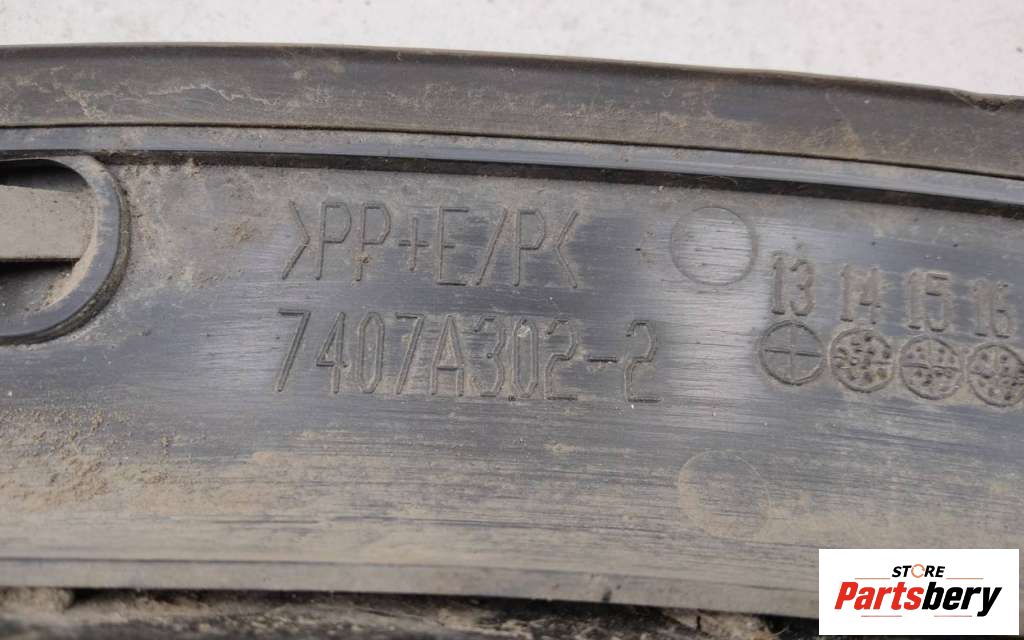 >PP+E/P<
7407A302-2
13 14 15 16
STORE
Partsbery